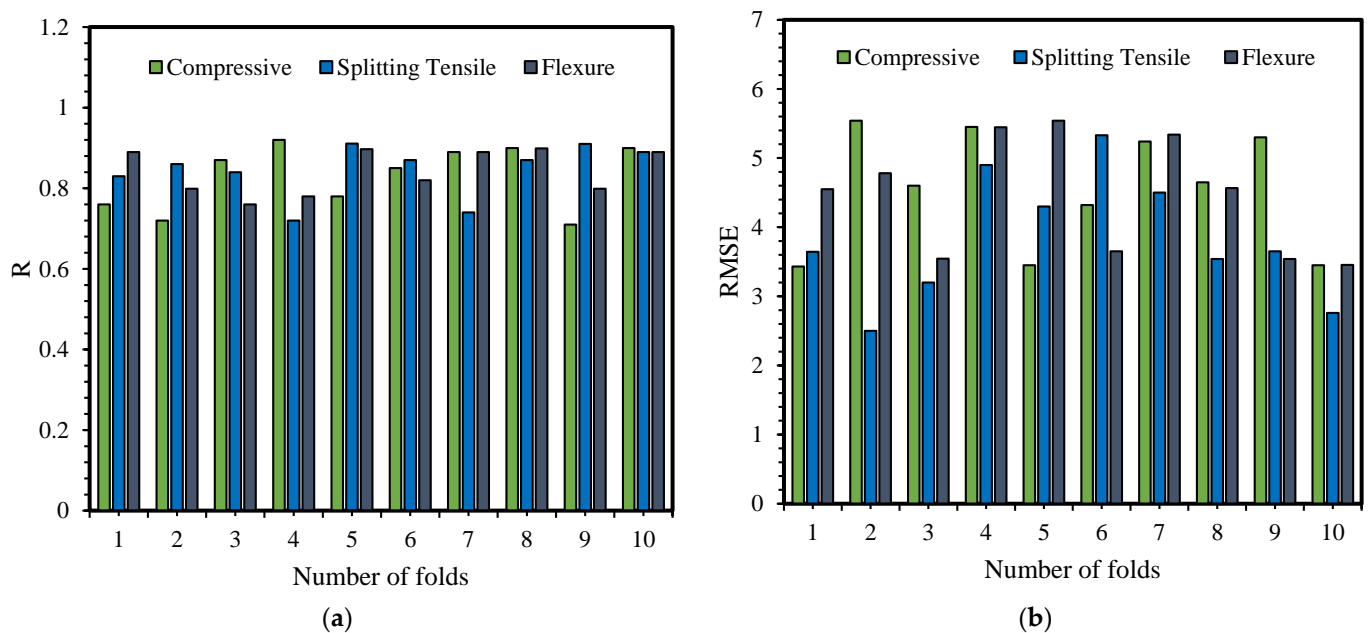 1.2
1
0.8
0.6
0.4
0.2
0
R
Compressive Splitting Tensile Flexure
1 2 3 4 5 6 7 8 9 10
Number of folds
(a)
7
6
5
4
3
2
1
0
RMSE
Compressive Splitting Tensile Flexure
1 2 3 4 5 6 7 8 9 10
Number of folds
(b)